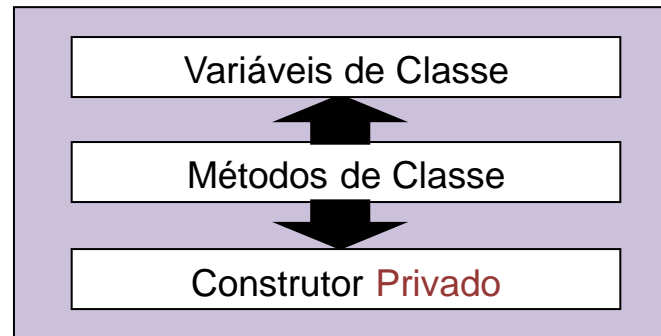 Variáveis de Classe
Métodos de Classe
Construtor Privado